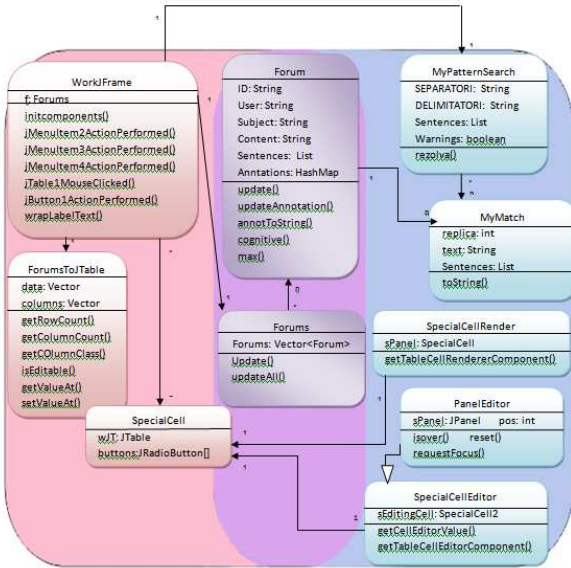 WorkJFrame
f: Forums
initcomponents()
jMenuItem2ActionPerformed()
jMenuItem3ActionPerformed()
jMenuItem4ActionPerformed()
jTable1MouseClicked()
jButton1ActionPerformed()
wrapLabelText()
Forum
ID: String
User: String
Subject: String
Content: String
Sentences: List
Anntations: HashMap
update()
updateAnnotation()
annotToString()
cognitive()
max()
MyPatternSearch
SEPARATORI: String
DELIMITATORI: String
Sentences: List
Warnings: boolean
rezolva()
MyMatch
replica: int
text: String
Sentences: List
toString()
ForumsToJTable
data: Vector
columns: Vector
getRowCount()
getColumnCount()
getCOlumnClass()
isEditable()
getValueAt()
setValueAt()
Forums
Forums: Vector<Forum>
Update()
updateAll()
SpecialCellRender
sPanel: SpecialCell
getTableCellRendererComponent()
PanelEditor
sPanel: JPanel pos: int
isover() reset()
requestFocus()
SpecialCell
wJT: JTable
buttons:JRadioButton[]
SpecialCellEditor
sEditingCell: SpecialCell2
getCellEditorValue()
getTableCellEditorComponent()